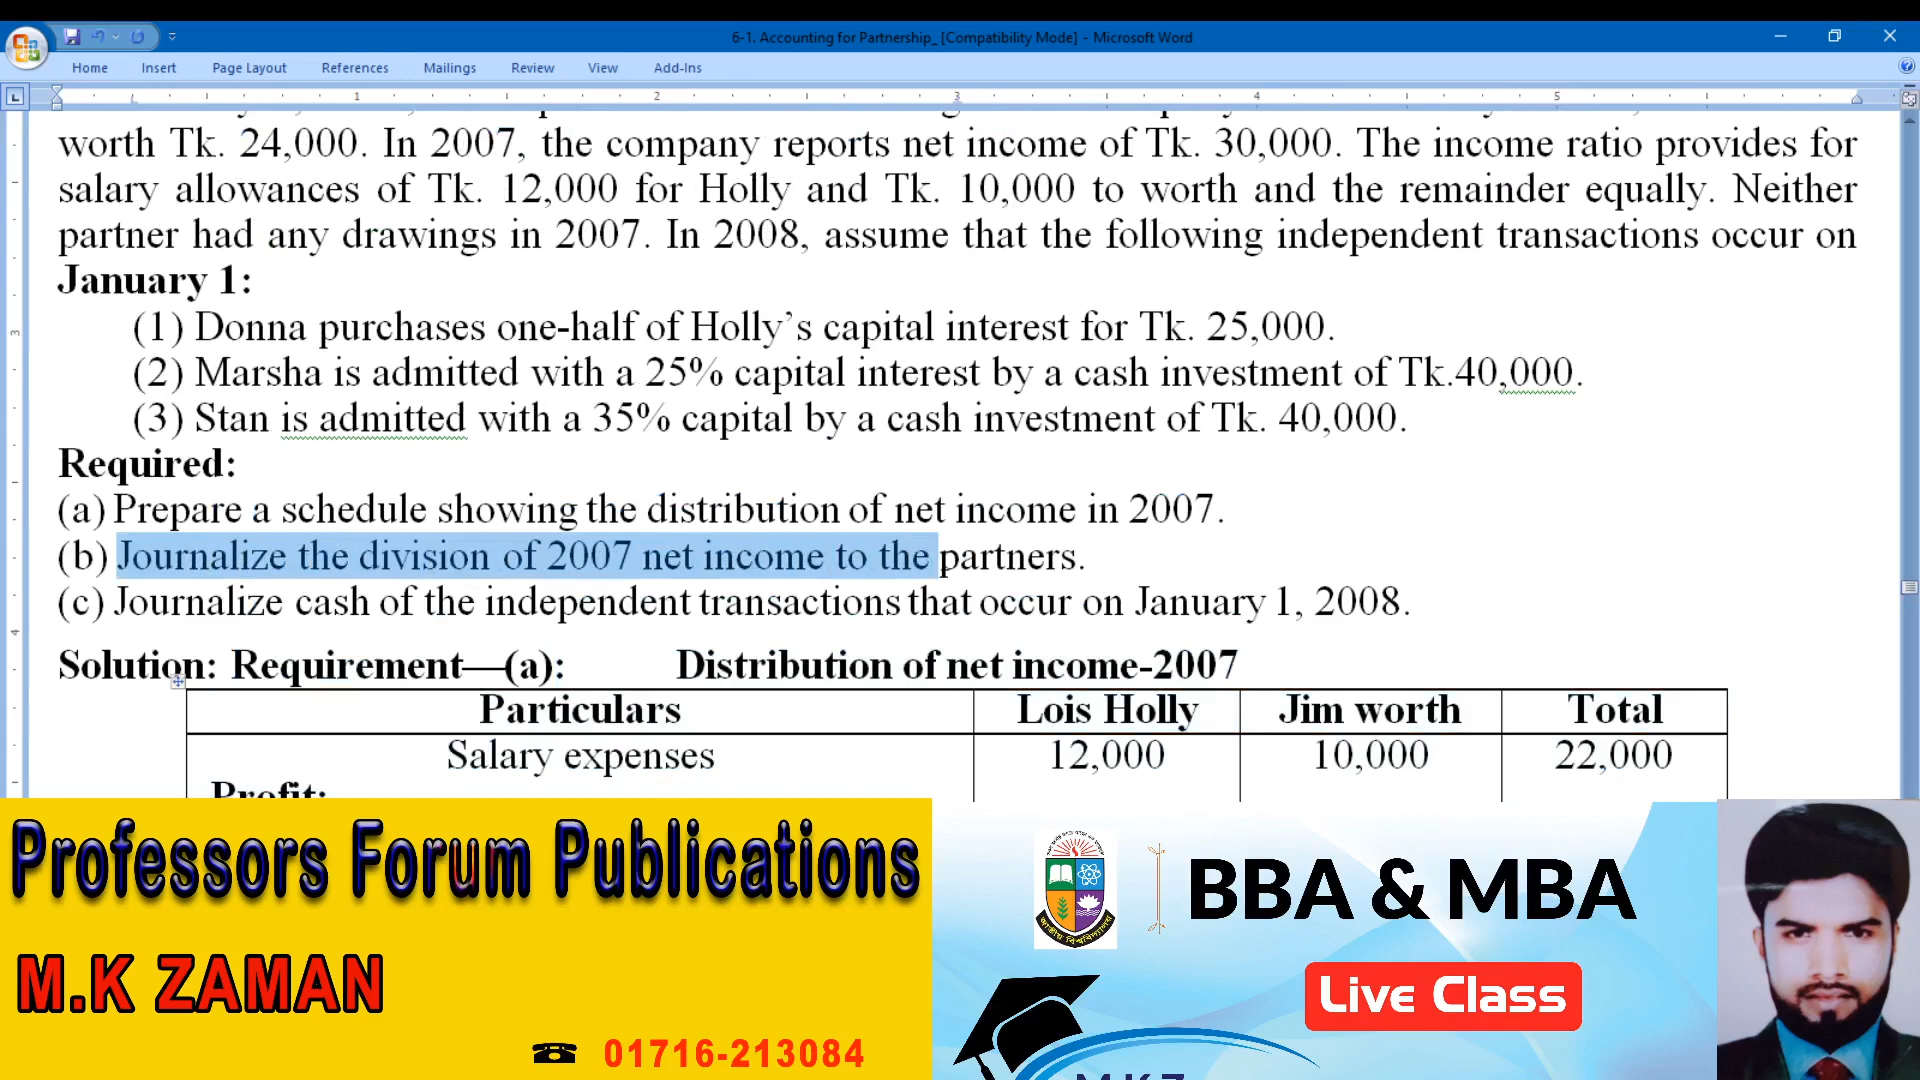 6-1. Accounting for Partnership_ [Compatibility Mode] - Microsoft Word
Home Insert Page Layout References Mailings Review View Add-Ins
1 2 3 4 5
worth Tk. 24,000. In 2007, the company reports net income of Tk. 30,000. The income ratio provides for
salary allowances of Tk. 12,000 for Holly and Tk. 10,000 to worth and the remainder equally. Neither
partner had any drawings in 2007. In 2008, assume that the following independent transactions occur on
January 1:
(1) Donna purchases one-half of Holly’s capital interest for Tk. 25,000.
(2) Marsha is admitted with a 25% capital interest by a cash investment of Tk.40,000.
(3) Stan is admitted with a 35% capital by a cash investment of Tk. 40,000.
Required:
(a) Prepare a schedule showing the distribution of net income in 2007.
(b) Journalize the division of 2007 net income to the partners.
(c) Journalize cash of the independent transactions that occur on January 1, 2008.
Solution: Requirement—(a): Distribution of net income-2007
Particulars Lois Holly Jim worth Total
Salary expenses 12,000 10,000 22,000
Profit:
Professors Forum Publications
M.K ZAMAN
☎ 01716-213084
BBA & MBA
Live Class